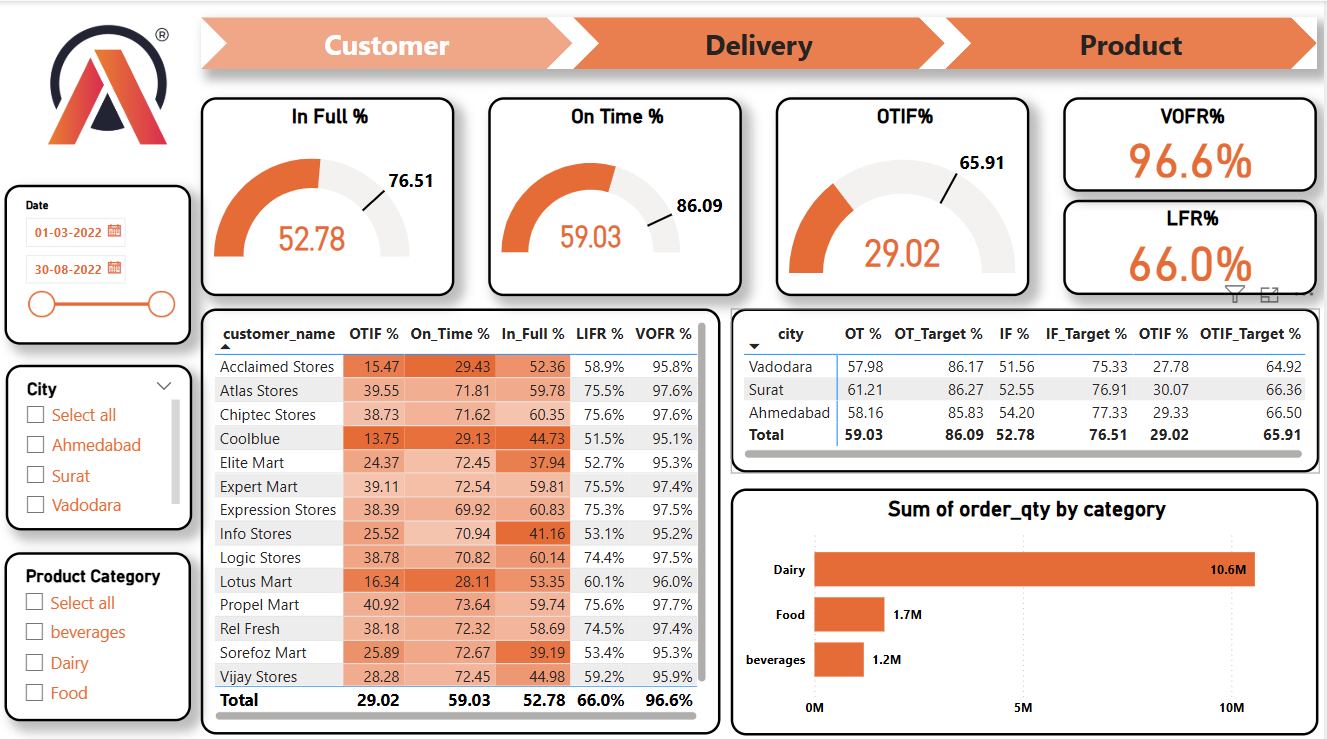 ®
Customer
Delivery
Product
In Full %
76.51
52.78
On Time %
86.09
59.03
OTIF%
65.91
29.02
VOFR%
96.6%
LFR%
66.0%
Date
01-03-2022
30-08-2022
City
Select all
Ahmedabad
Surat
Vadodara
Product Category
Select all
beverages
Dairy
Food
customer_name OTIF % On_Time % In_Full % LIFR % VOFR %
Acclaimed Stores 15.47 29.43 52.36 58.9% 95.8%
Atlas Stores 39.55 71.81 59.78 75.5% 97.6%
Chiptec Stores 38.73 71.62 60.35 75.6% 97.6%
Coolblue 13.75 29.13 44.73 51.5% 95.1%
Elite Mart 24.37 72.45 37.94 52.7% 95.3%
Expert Mart 39.11 72.54 59.81 75.5% 97.4%
Expression Stores 38.39 69.92 60.83 75.3% 97.5%
Info Stores 25.52 70.94 41.16 53.1% 95.2%
Logic Stores 38.78 70.82 60.14 74.4% 97.5%
Lotus Mart 16.34 28.11 53.35 60.1% 96.0%
Propel Mart 40.92 73.64 59.74 75.6% 97.7%
Rel Fresh 38.18 72.32 58.69 74.5% 97.4%
Sorefoz Mart 25.89 72.67 39.19 53.4% 95.3%
Vijay Stores 28.28 72.45 44.98 59.2% 95.9%
Total 29.02 59.03 52.78 66.0% 96.6%
city OT % OT_Target % IF % IF_Target % OTIF % OTIF_Target %
Vadodara 57.98 86.17 51.56 75.33 27.78 64.92
Surat 61.21 86.27 52.55 76.91 30.07 66.36
Ahmedabad 58.16 85.83 54.20 77.33 29.33 66.50
Total 59.03 86.09 52.78 76.51 29.02 65.91
Sum of order_qty by category
Dairy 10.6M
Food 1.7M
beverages 1.2M
0M 5M 10M